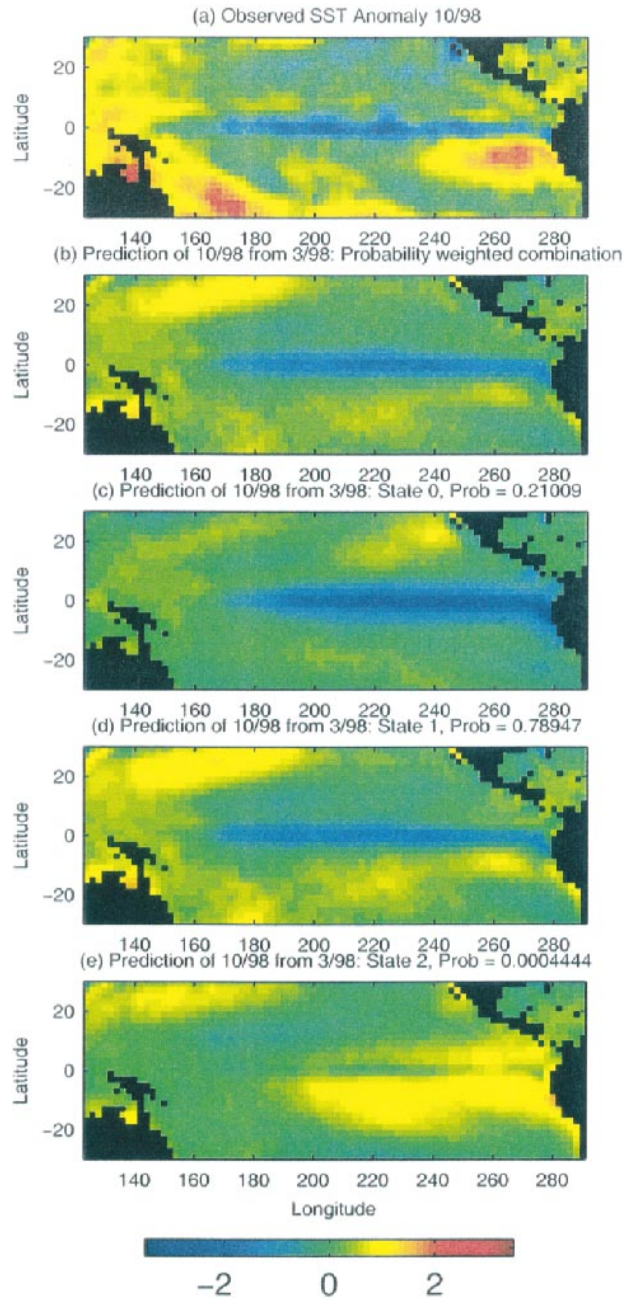 (a) Observed SST Anomaly 10/98
20
0
-20
Latitude
140 160 180 200 220 240 260 280
(b) Prediction of 10/98 from 3/98: Probability weighted combination
20
0
-20
Latitude
140 160 180 200 220 240 260 280
(c) Prediction of 10/98 from 3/98: State 0, Prob = 0.21009
20
0
-20
Latitude
140 160 180 200 220 240 260 280
(d) Prediction of 10/98 from 3/98: State 1, Prob = 0.78947
20
0
-20
Latitude
140 160 180 200 220 240 260 280
(e) Prediction of 10/98 from 3/98: State 2, Prob = 0.0004444
20
0
-20
Latitude
140 160 180 200 220 240 260 280
Longitude
-2 0 2